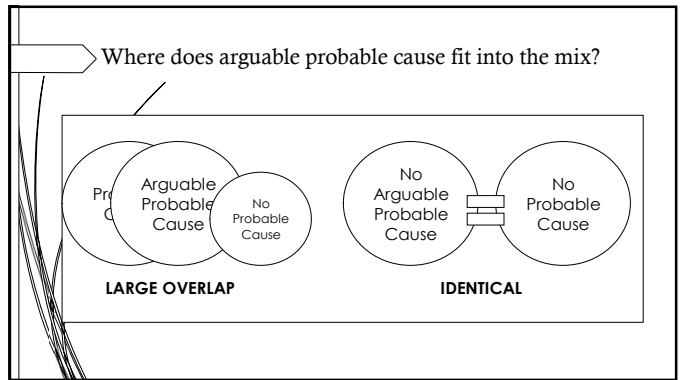 Where does arguable probable cause fit into the mix?
Arguable
Probable
Cause
No
Probable
Cause
No
Arguable
Probable
Cause
No
Probable
Cause
LARGE OVERLAP
IDENTICAL